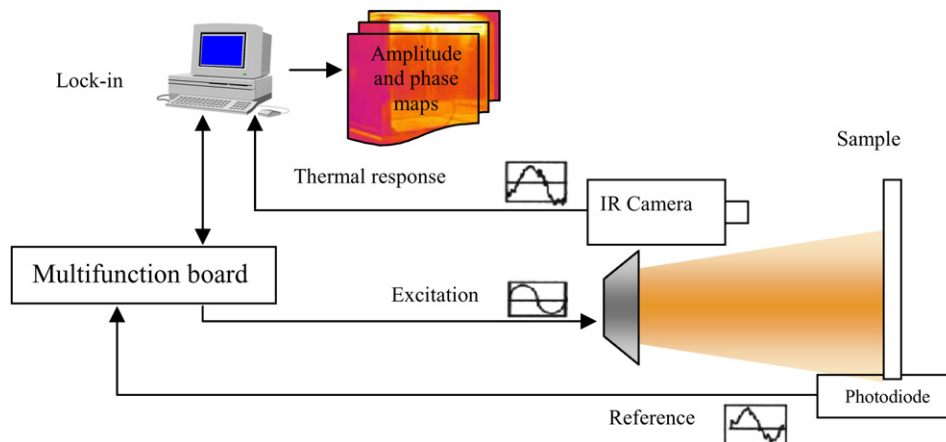 Lock-in
Amplitude
and phase
maps
Sample
Thermal response
IR Camera
Multifunction board
Excitation
Photodiode
Reference